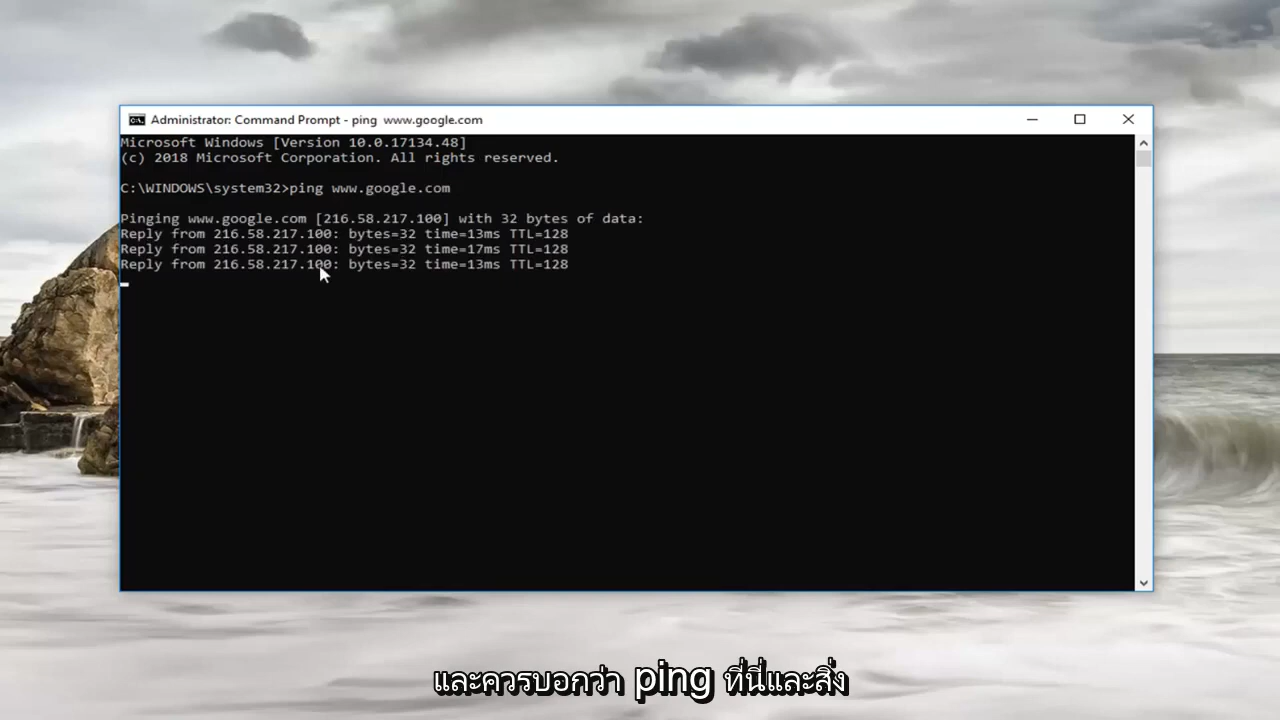 Administrator: Command Prompt - ping  www.google.com
Microsoft Windows [Version 10.0.17134.48]
(c) 2018 Microsoft Corporation. All rights reserved.
C:\WINDOWS\system32>ping www.google.com
Pinging www.google.com [216.58.217.100] with 32 bytes of data:
Reply from 216.58.217.100: bytes=32 time=13ms TTL=128
Reply from 216.58.217.100: bytes=32 time=17ms TTL=128
Reply from 216.58.217.100: bytes=32 time=13ms TTL=128
และควรบอกว่า ping ที่นี่และสิ่ง